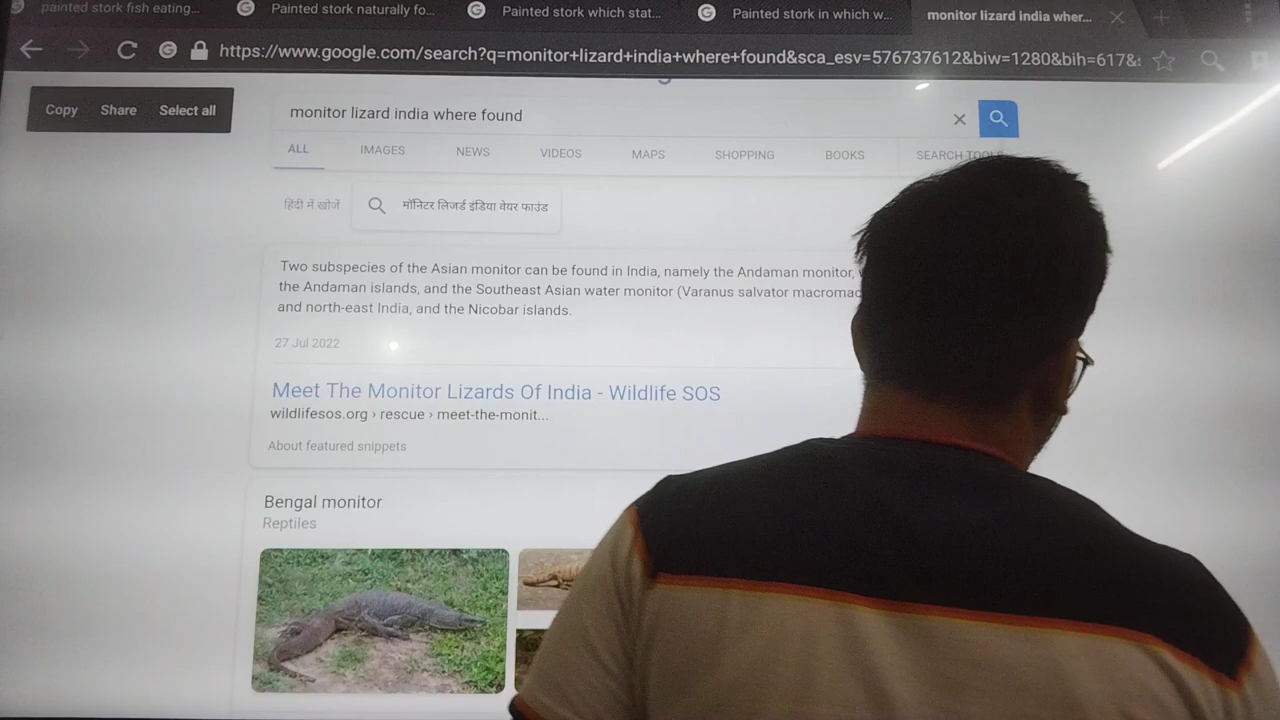 painted stork fish eating...
Painted stork naturally fo...
Painted stork which stat...
Painted stork in which w...
monitor lizard india wher...
https://www.google.com/search?q=monitor+lizard+india+where+found&sca_esv=576737612&biw=1280&bih=617&
Copy Share Select all
monitor lizard india where found
ALL IMAGES NEWS VIDEOS MAPS SHOPPING BOOKS SEARCH TOOLS
हिंदी में खोजें
मॉनिटर लिजर्ड इंडिया वेयर फाउंड
Two subspecies of the Asian monitor can be found in India, namely the Andaman monitor,
the Andaman islands, and the Southeast Asian water monitor (Varanus salvator macromac
and north-east India, and the Nicobar islands.
27 Jul 2022
Meet The Monitor Lizards Of India - Wildlife SOS
wildlifesos.org › rescue › meet-the-monit...
About featured snippets
Bengal monitor
Reptiles